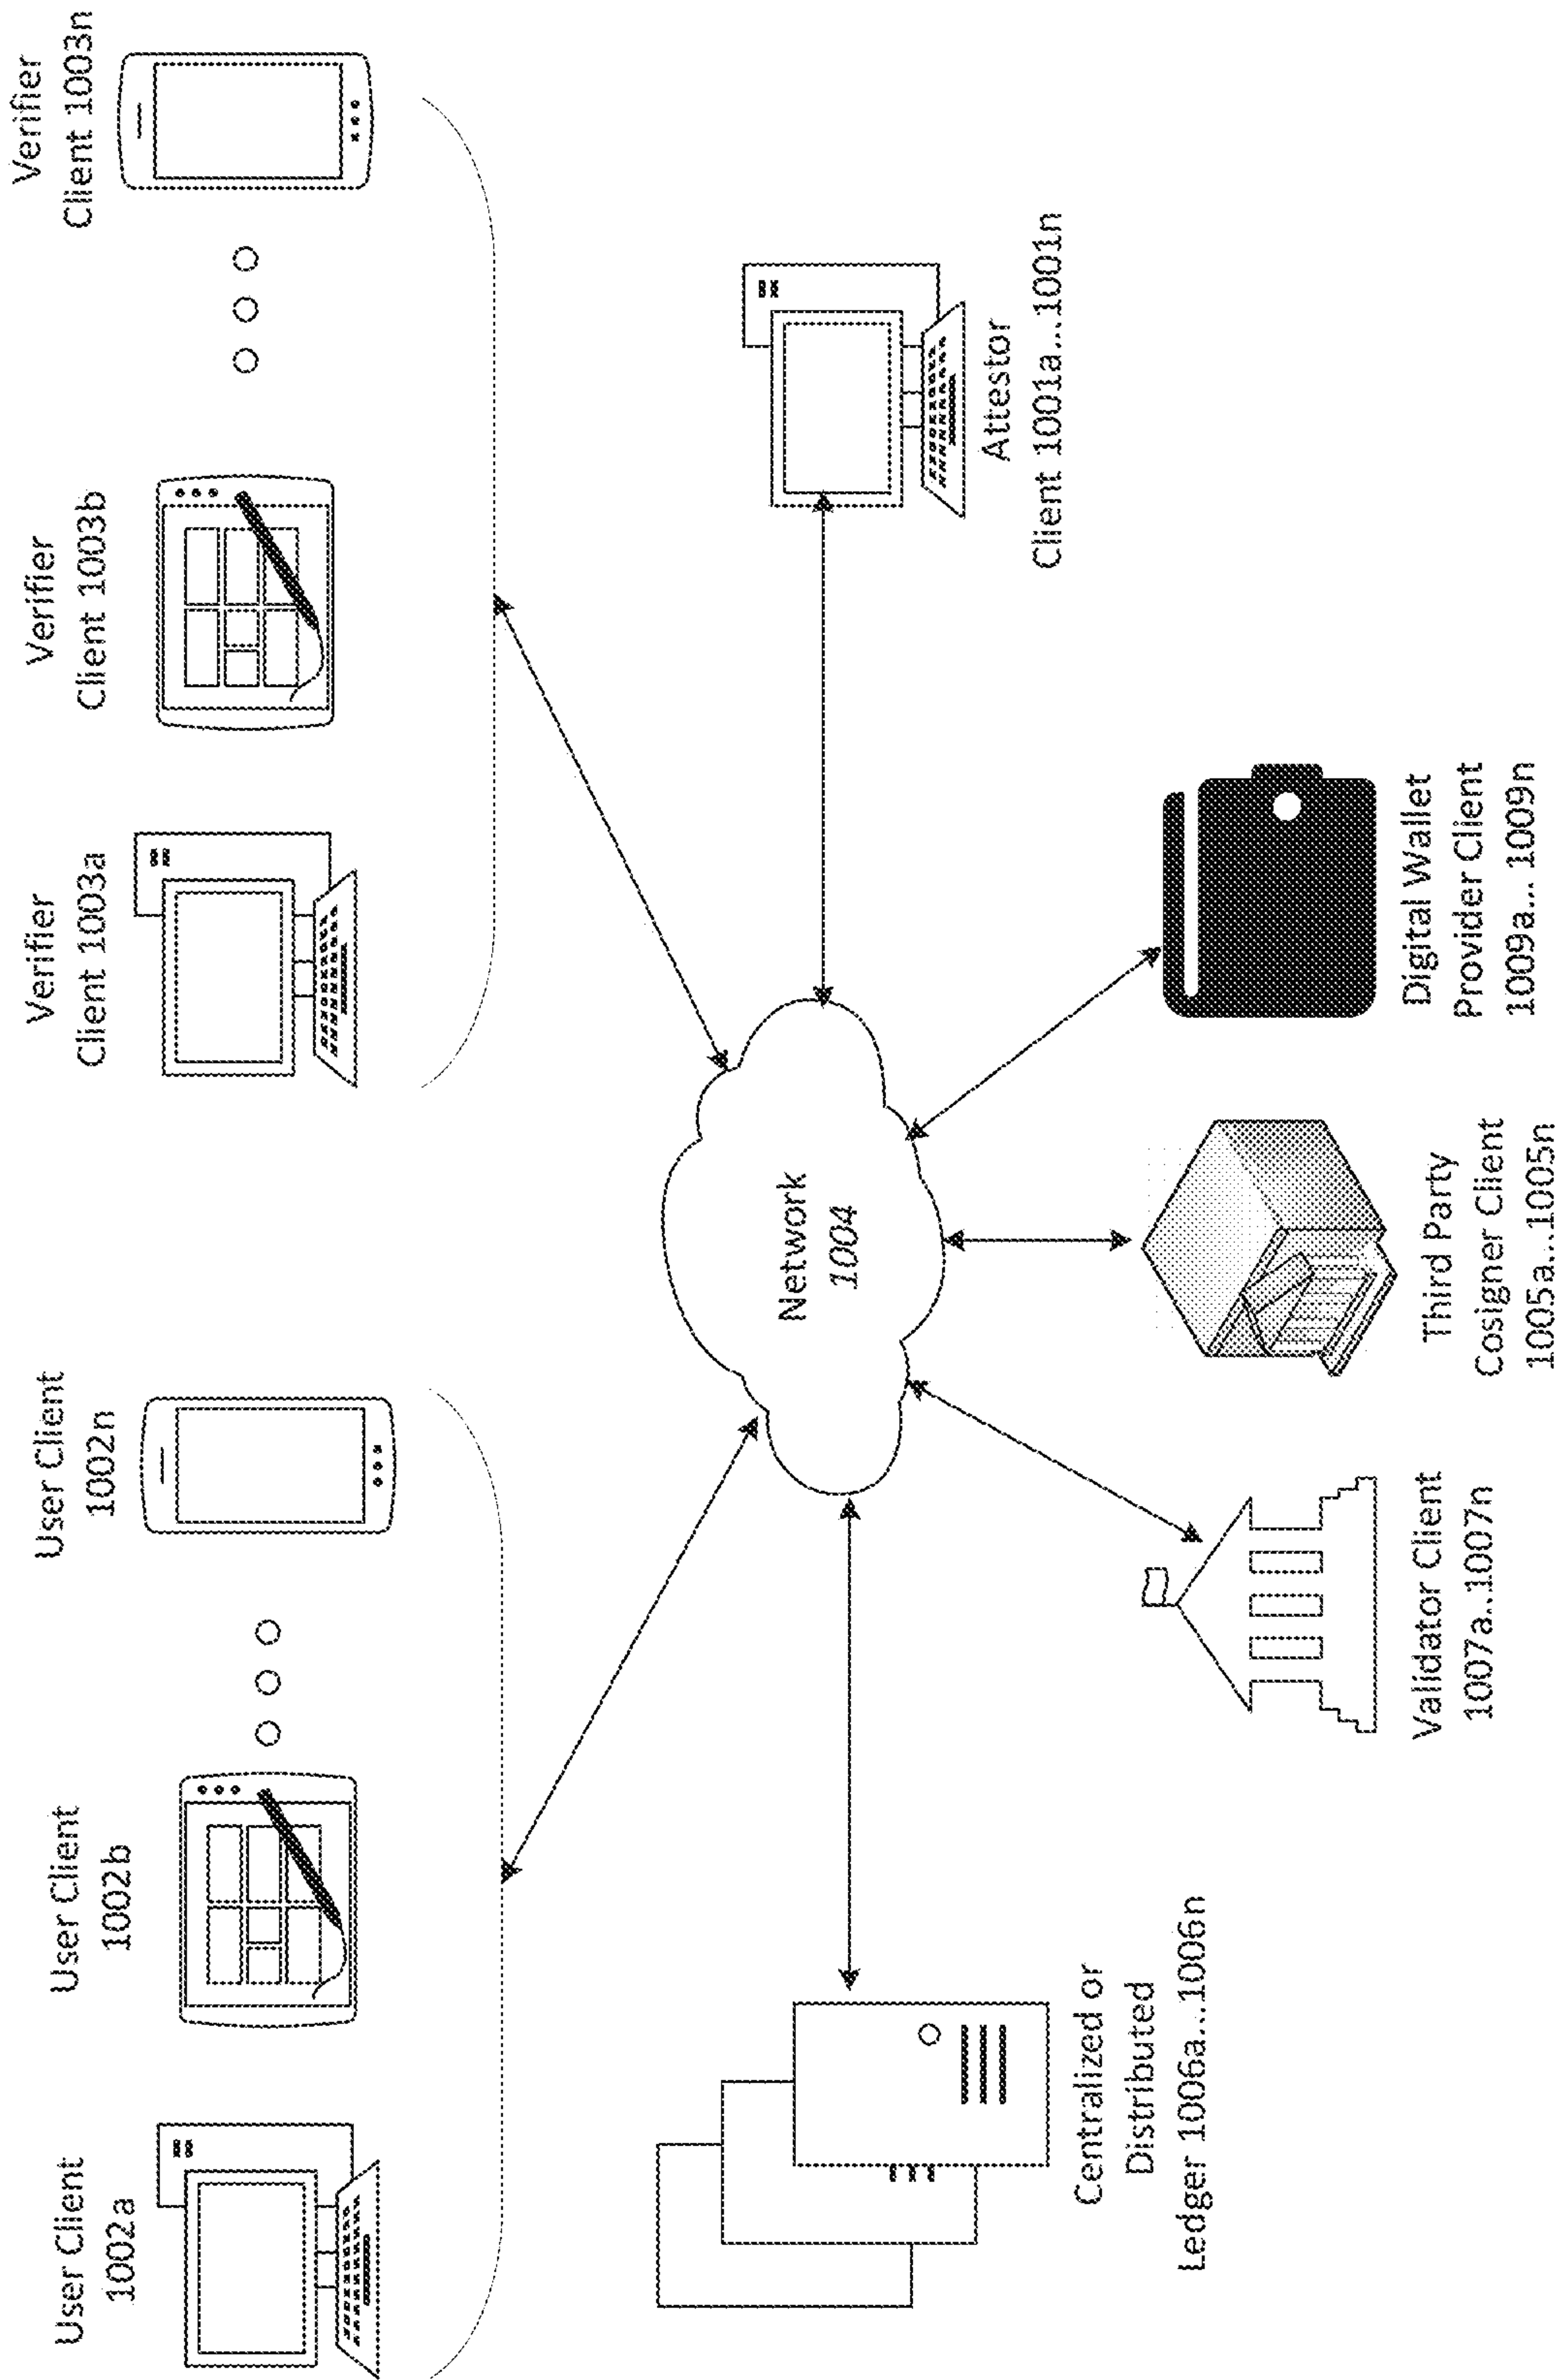 User Client
1002a
User Client
1002b
User Client
1002n
Verifier
Client 1003a
Verifier
Client 1003b
Verifier
Client 1003n
Network
1004
Centralized or
Distributed
Ledger 1006a...1006n
Attestor
Client 1001a...1001n
Validator Client
1007a..1007n
Third Party
Cosigner Client
1005a...1005n
Digital Wallet
Provider Client
1009a... 1009n